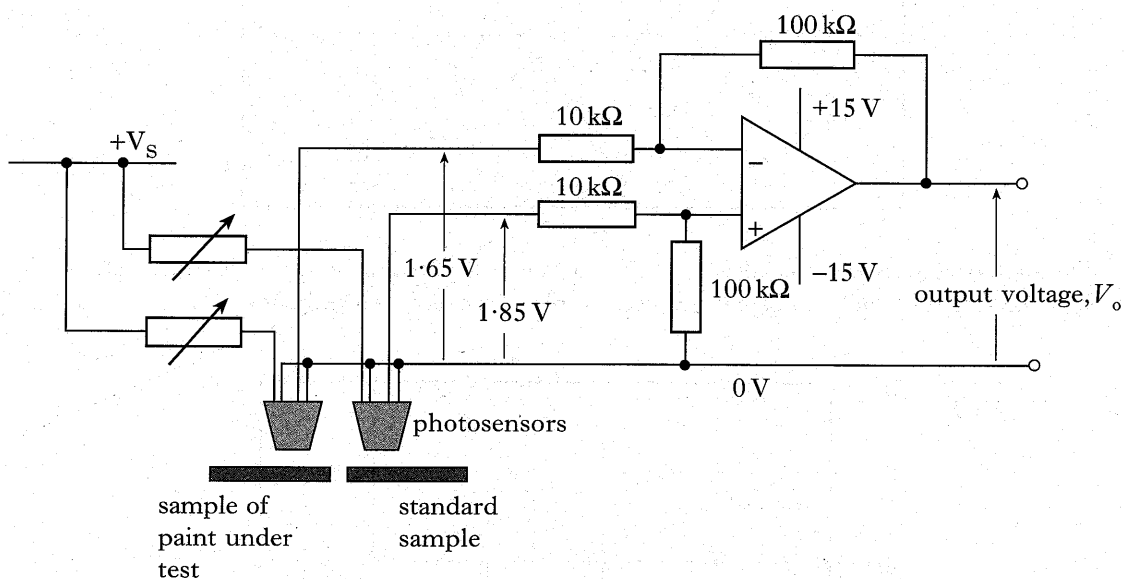 100 kΩ
10 kΩ
+15 V
+V_S
−
10 kΩ
+
1·65 V
–15 V
100 kΩ
output voltage, V_o
1·85 V
0 V
photosensors
sample of
paint under
test
standard
sample